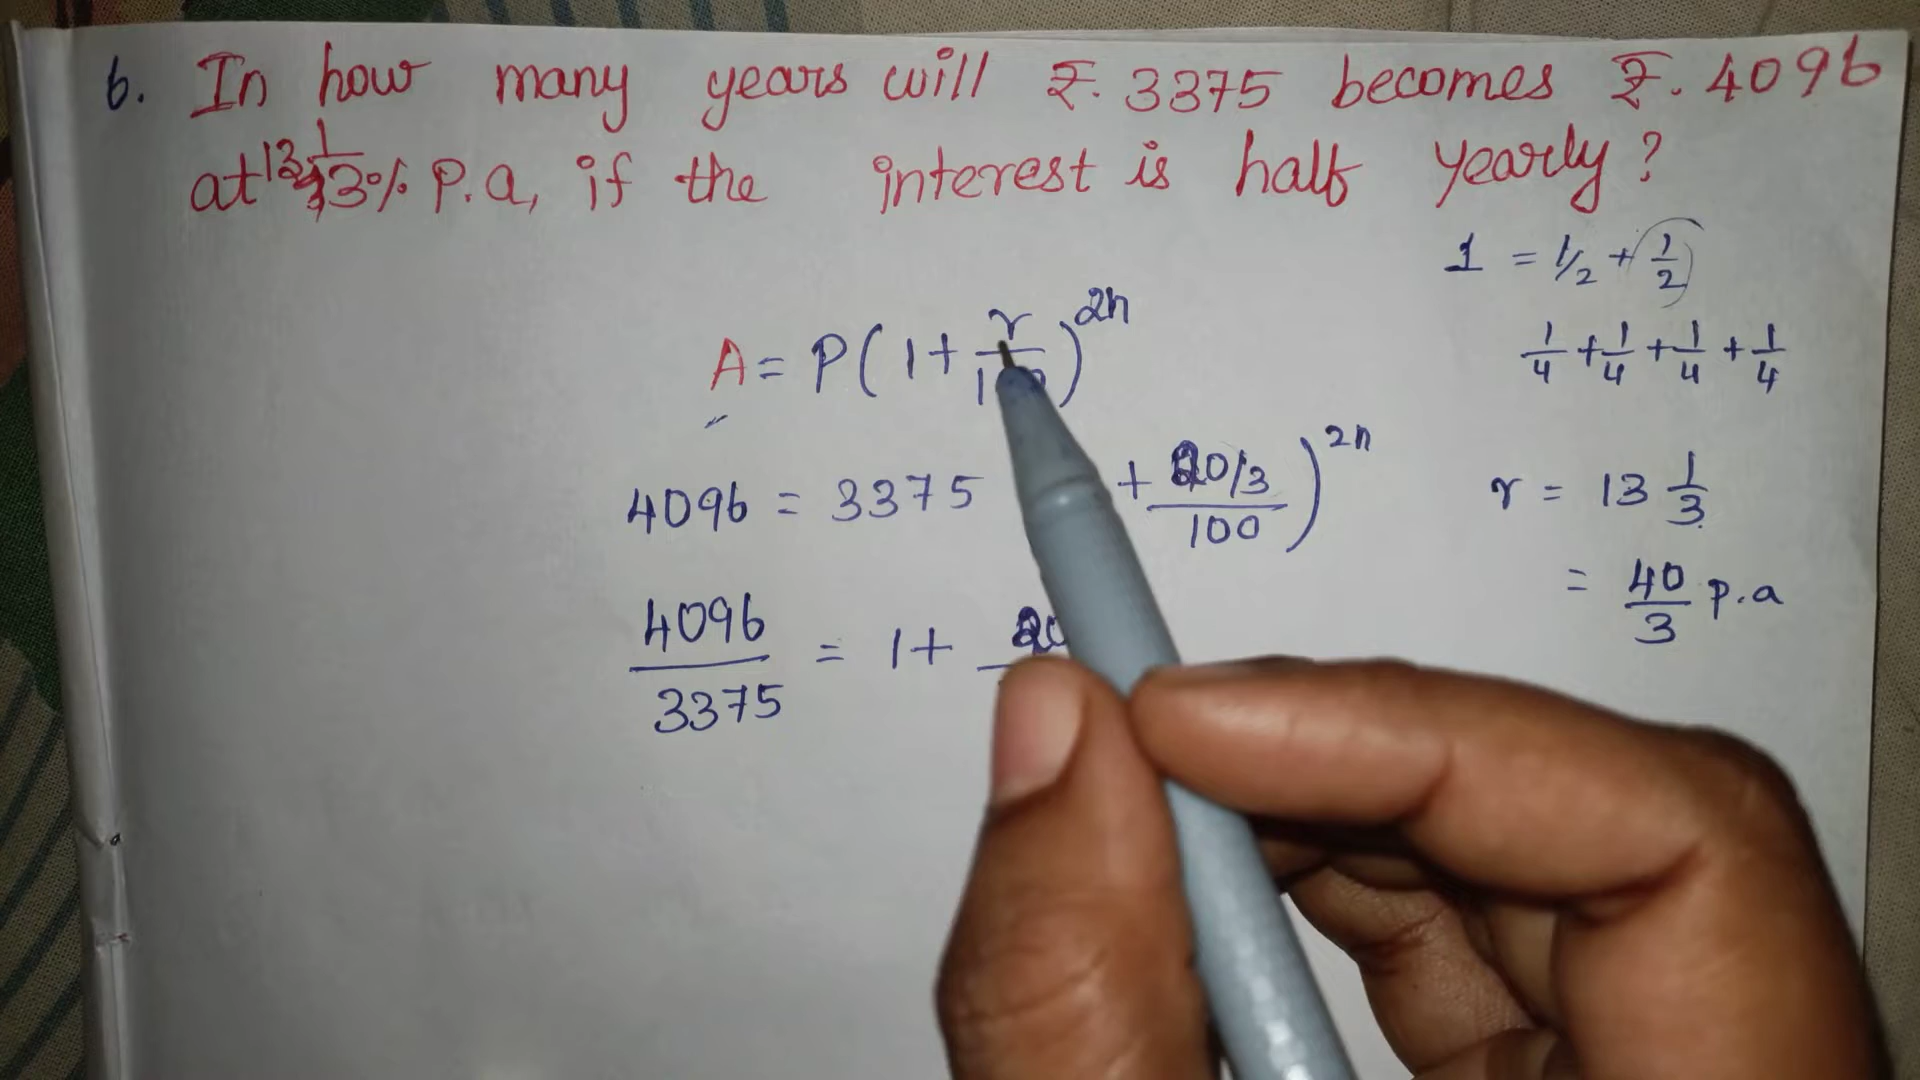 6. In how many years will ₹. 3375 becomes ₹. 4096
at 13 1/3% P.a, if the interest is half yearly?
1 = 1/2 + 1/2
1/4 + 1/4 + 1/4 + 1/4
A = P(1 + r/100)^2n
4096 = 3375 + 20/3/100)^2n
r = 13 1/3
= 40/3 p.a
4096/3375 = 1 + 20